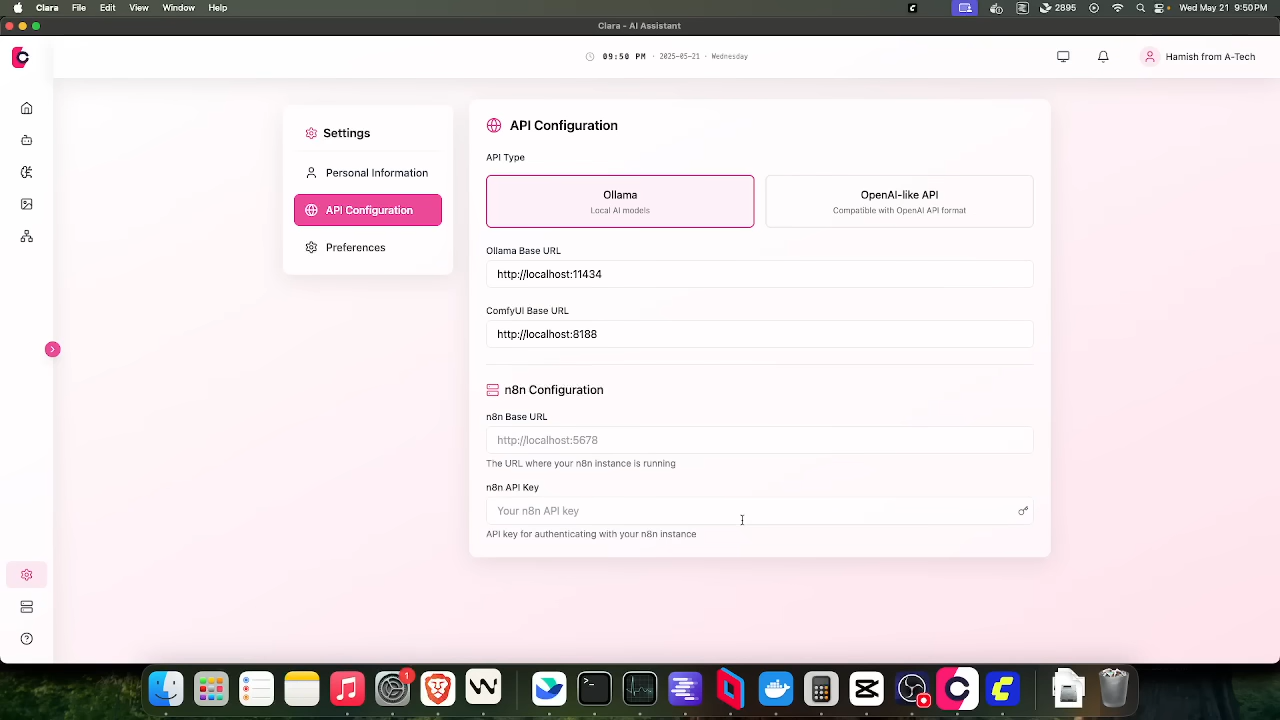 Clara File Edit View Window Help
2895 Wed May 21 9:50PM
Clara - AI Assistant
09:50 PM · 2025-05-21 · Wednesday
Hamish from A-Tech
Settings
Personal Information
API Configuration
Preferences
API Configuration
API Type
Ollama
Local AI models
OpenAI-like API
Compatible with OpenAI API format
Ollama Base URL
http://localhost:11434
ComfyUI Base URL
http://localhost:8188
n8n Configuration
n8n Base URL
http://localhost:5678
The URL where your n8n instance is running
n8n API Key
Your n8n API key
API key for authenticating with your n8n instance
1